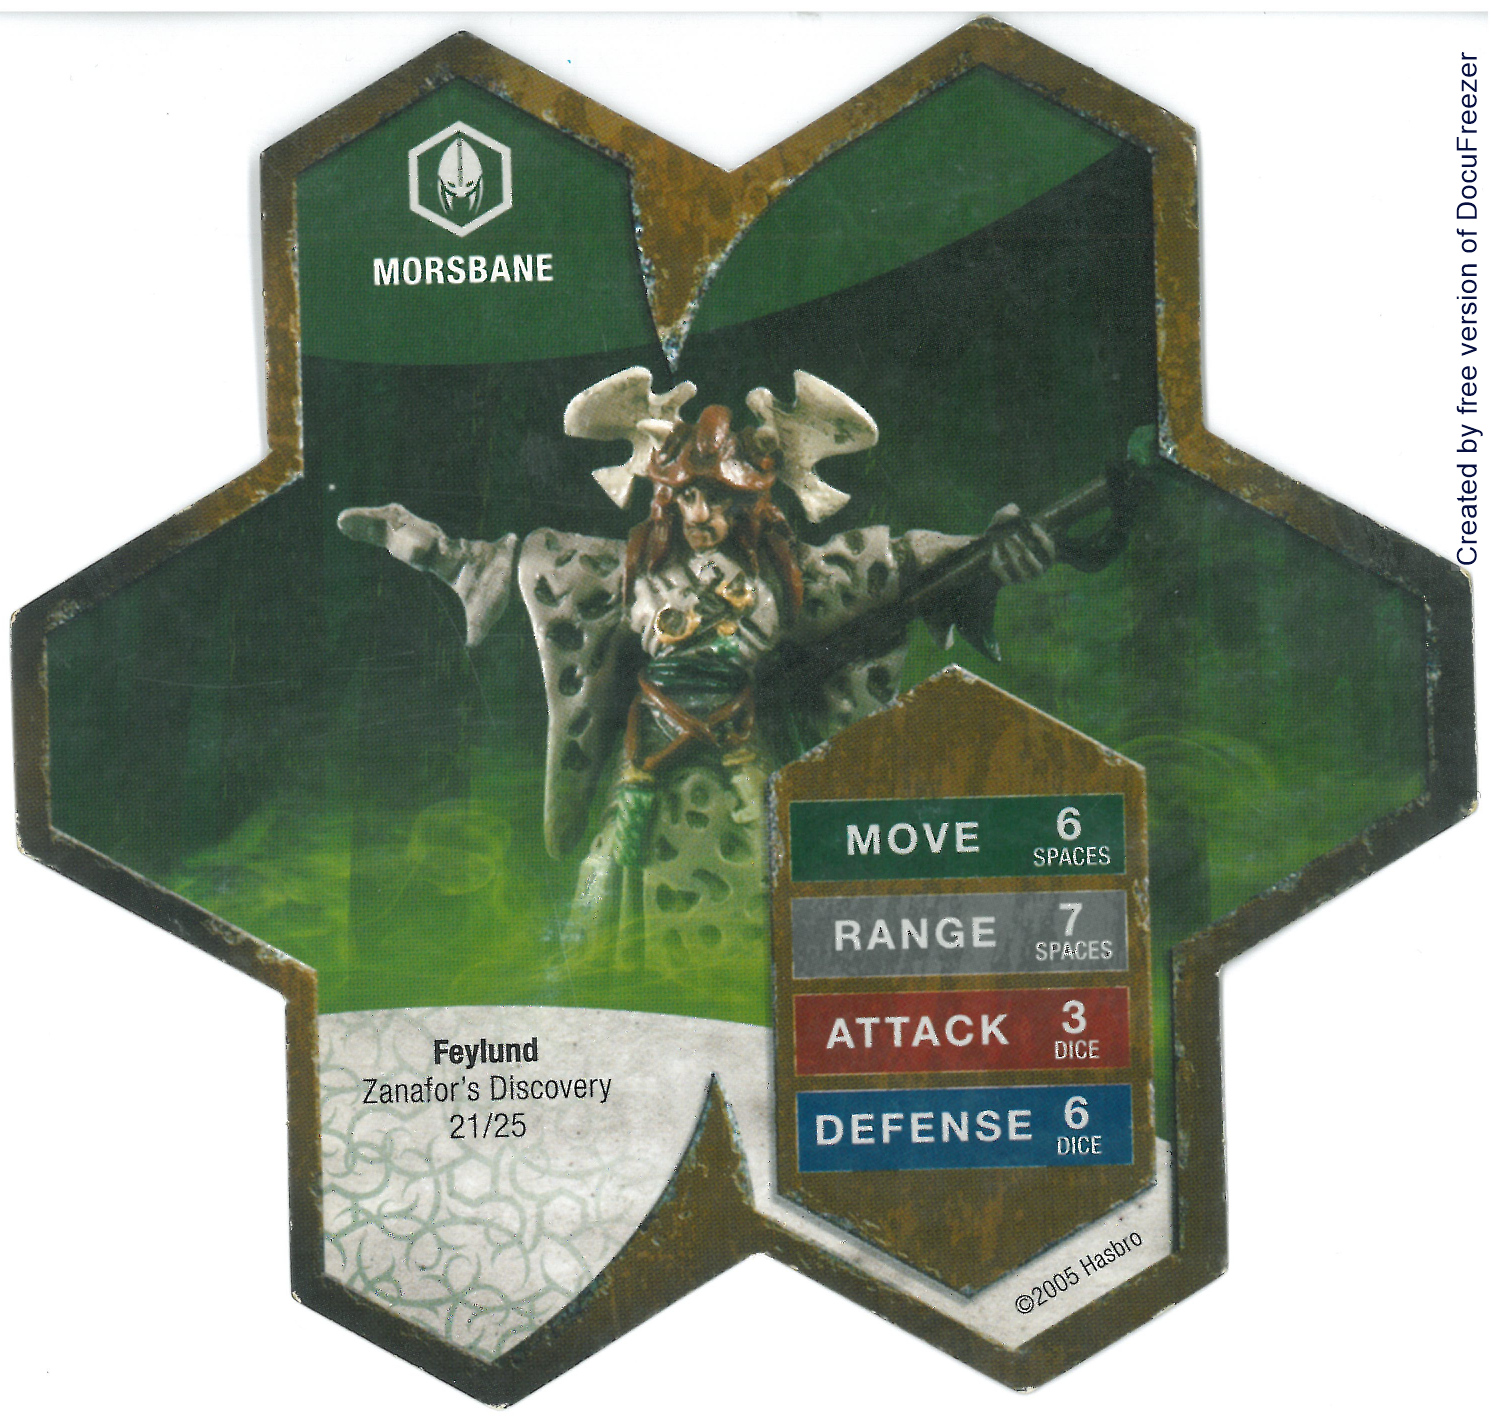 MORSBANE
MOVE 6 SPACES
RANGE 7 SPACES
ATTACK 3 DICE
DEFENSE 6 DICE
Feylund
Zanafor's Discovery
21/25
©2005 Hasbro
Created by free version of DocuFreezer